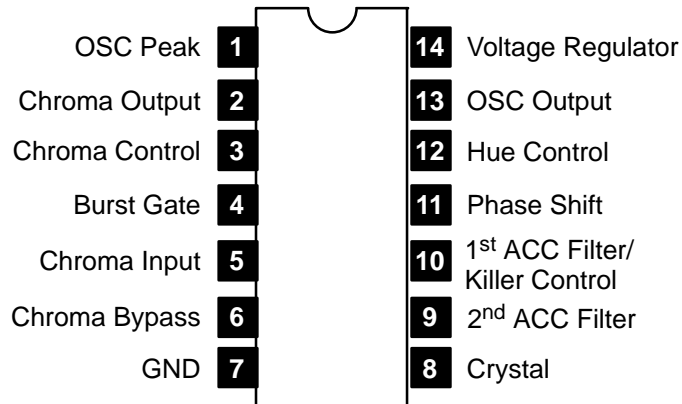 OSC Peak 1 14 Voltage Regulator
Chroma Output 2 13 OSC Output
Chroma Control 3 12 Hue Control
Burst Gate 4 11 Phase Shift
Chroma Input 5 10 1st ACC Filter/
Killer Control
Chroma Bypass 6 9 2nd ACC Filter
GND 7 8 Crystal